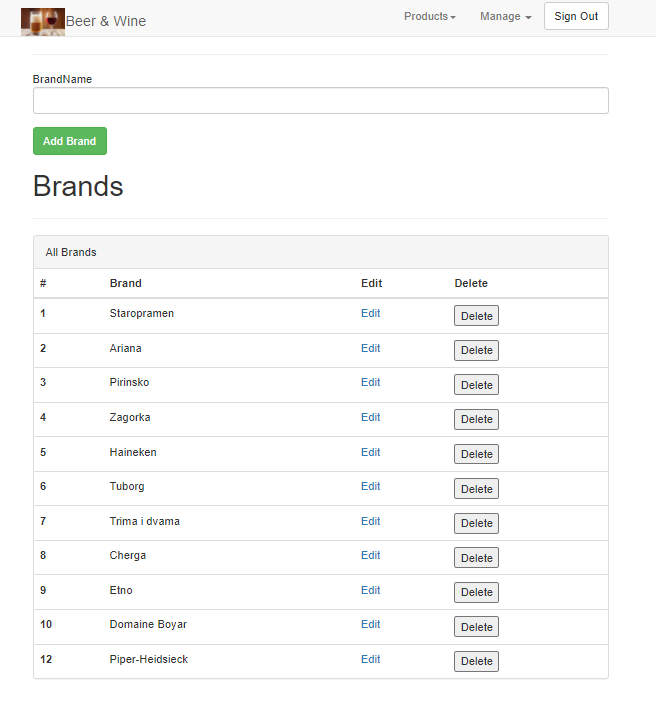 Beer & Wine Products Manage Sign Out
BrandName
Add Brand
Brands
All Brands
# Brand Edit Delete
1 Staropramen Edit Delete
2 Ariana Edit Delete
3 Pirinsko Edit Delete
4 Zagorka Edit Delete
5 Haineken Edit Delete
6 Tuborg Edit Delete
7 Trima i dvama Edit Delete
8 Cherga Edit Delete
9 Etno Edit Delete
10 Domaine Boyar Edit Delete
12 Piper-Heidsieck Edit Delete